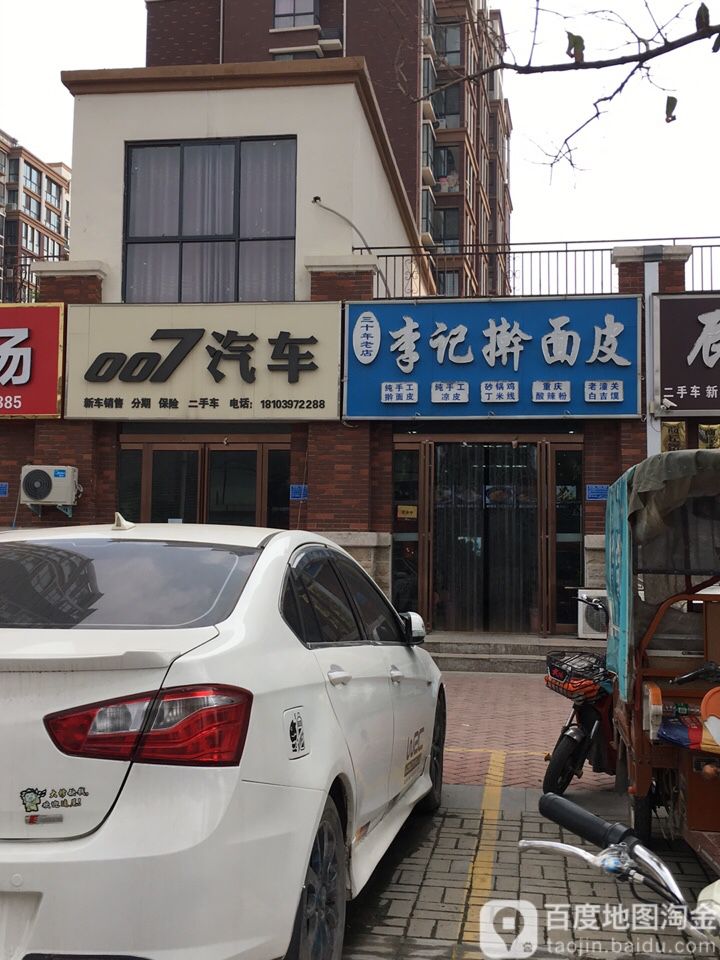 场
385
007汽车
新车销售 分期 保险 二手车 电话:18103972288
三十年老店
李记擀面皮
纯手工
擀面皮
纯手工
凉皮
砂锅鸡
丁米线
重庆
酸辣粉
老潼关
白吉馍
二手车 新
百度地图淘金
taojin.baidu.com